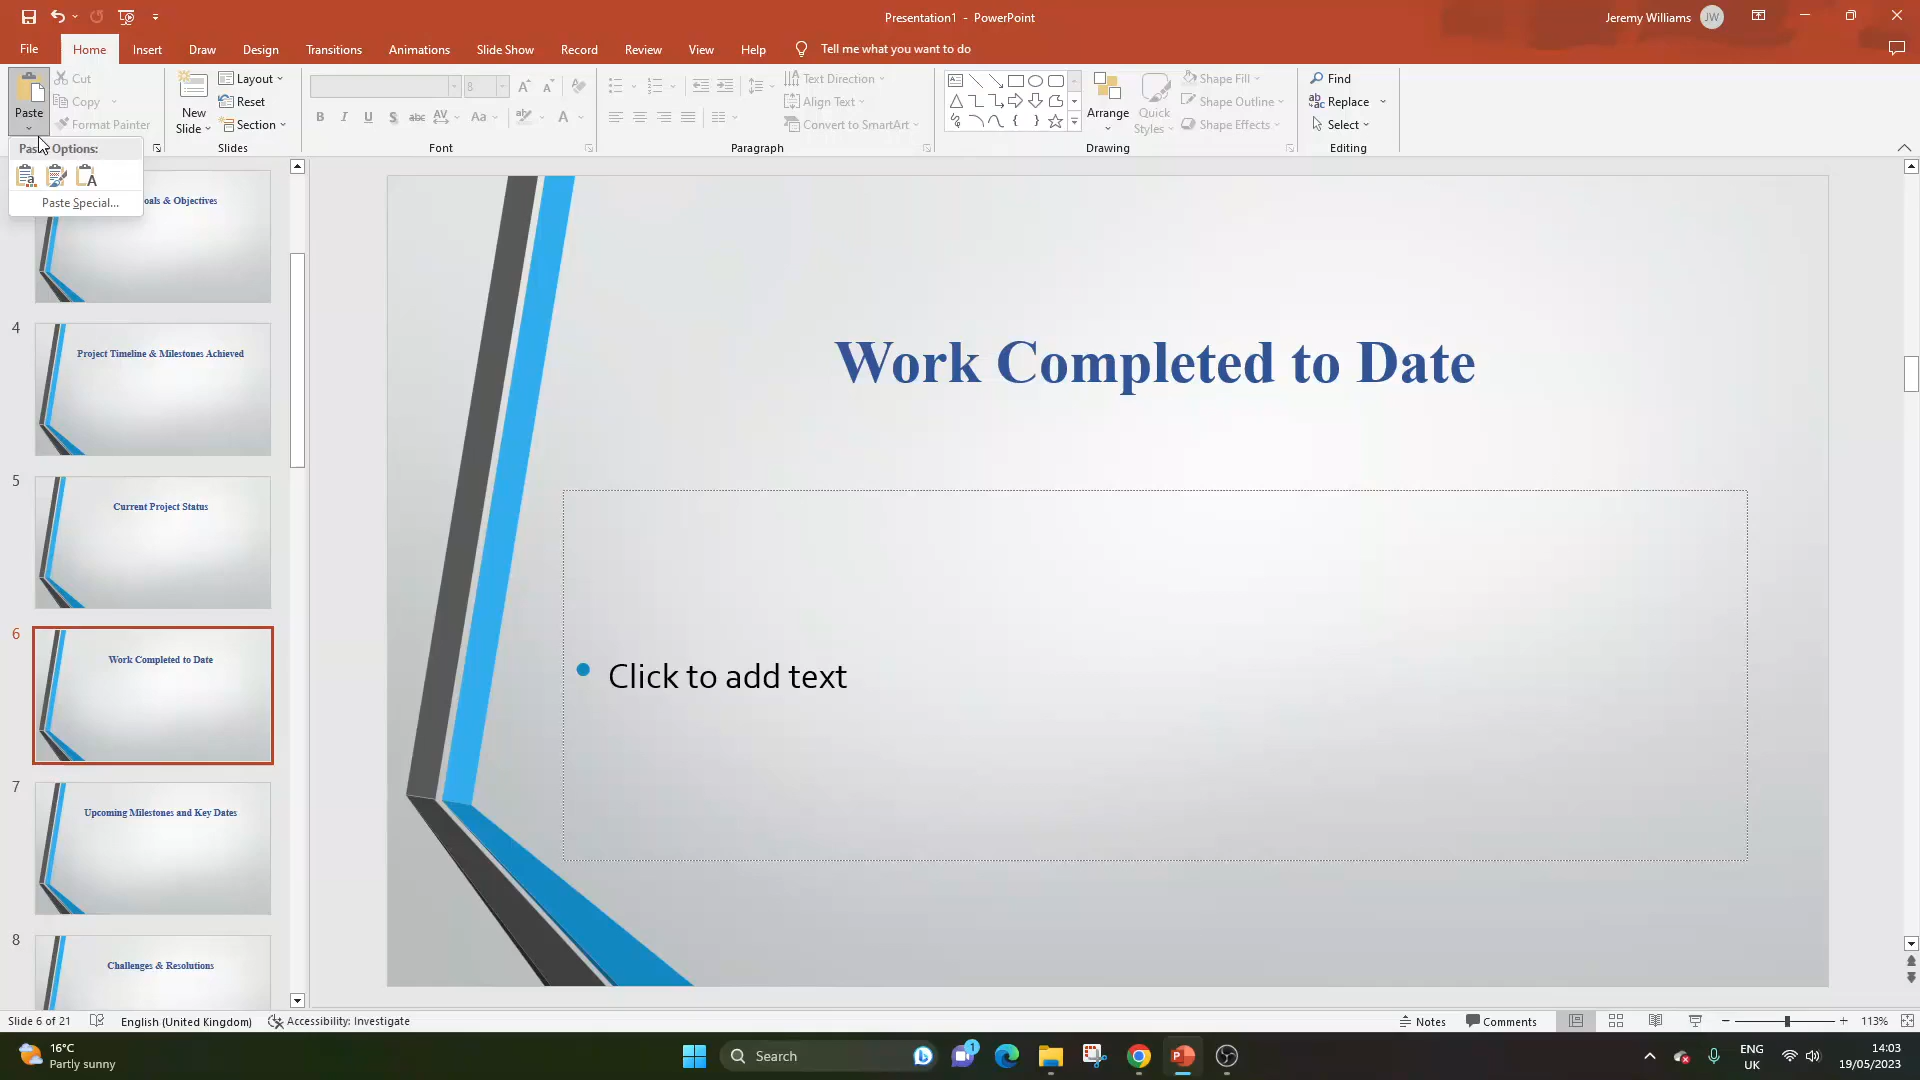 Presentation1 - PowerPoint
Jeremy Williams
JW
File
Home
Insert
Draw
Design
Transitions
Animations
Slide Show
Record
Review
View
Help
Tell me what you want to do
Paste
Cut
Copy
Format Painter
New
Slide
Layout
Reset
Section
Slides
8
B I U S abc AV Aa A
Font
Text Direction
Align Text
Convert to SmartArt
Paragraph
Arrange
Quick
Styles
Shape Fill
Shape Outline
Shape Effects
Drawing
Find
Replace
Select
Editing
Options:
Paste Special...
oals & Objectives
4
Project Timeline & Milestones Achieved
5
Current Project Status
6
Work Completed to Date
7
Upcoming Milestones and Key Dates
8
Challenges & Resolutions
Work Completed to Date
Click to add text
Slide 6 of 21
English (United Kingdom)
Accessibility: Investigate
Notes
Comments
113%
16°C
Partly sunny
Search
1
ENG
UK
14:03
19/05/2023